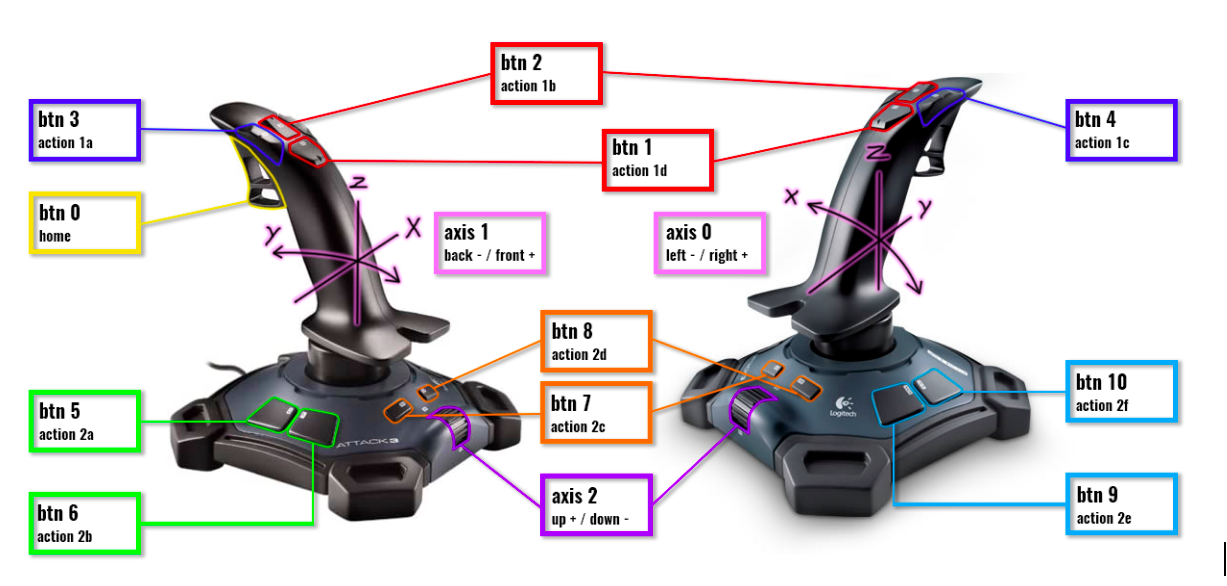 btn 2
action 1b
btn 3
action 1a
btn 4
action 1c
btn 1
action 1d
btn 0
home
Z
X
Y
axis 1
back - / front +
axis 0
left - / right +
Z
X
Y
btn 8
action 2d
btn 5
action 2a
btn 7
action 2c
btn 10
action 2f
ATTACK 3
Logitech
axis 2
up + / down -
btn 6
action 2b
btn 9
action 2e